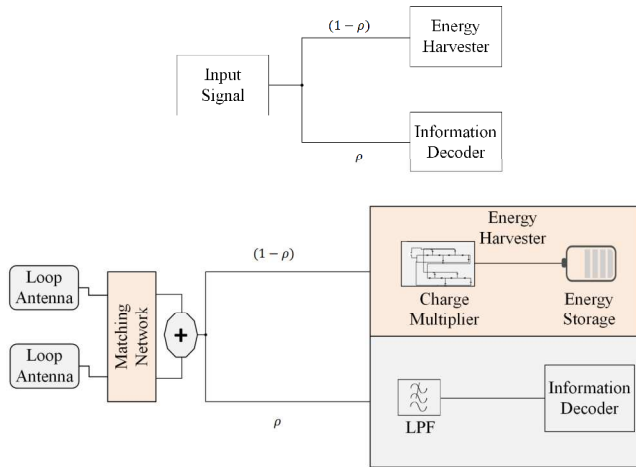 (1 − ρ)
Energy
Harvester
Input
Signal
Information
Decoder
ρ
Energy
Harvester
(1 − ρ)
Loop
Antenna
Matching
Network
+
Charge
Multiplier
Energy
Storage
Loop
Antenna
ρ
LPF
Information
Decoder